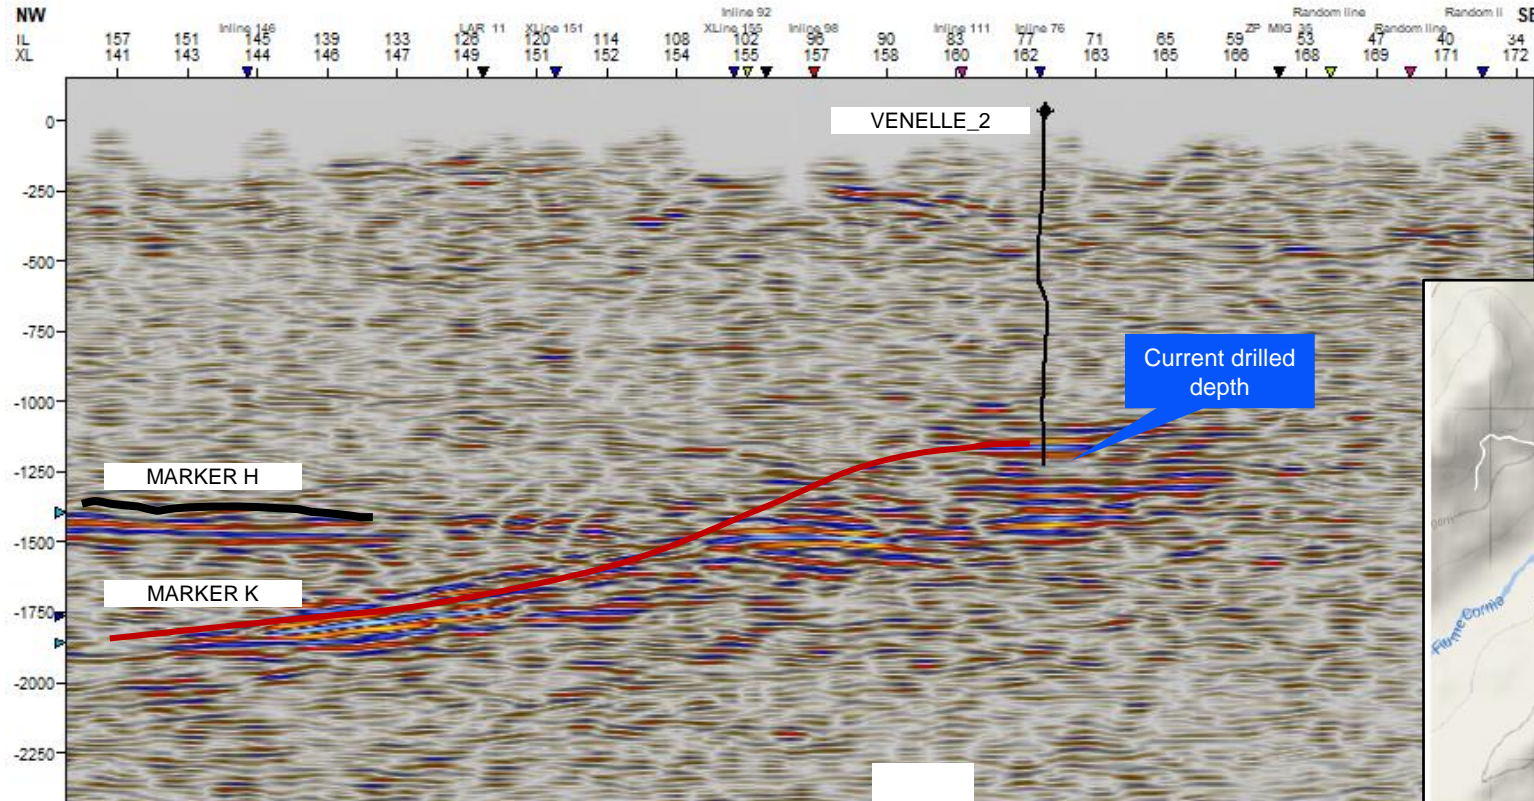 NW
Inline 92
Random line
Random li
SE
Inline 146
LAR 11
XLine 151
XLine 155
Inline 98
Inline 111
Inline 76
ZP MIG 35
Random line
IL 157 151 145 139 133 126 120 114 108 102 96 90 83 77 71 65 59 53 47 40 34
XL 141 143 144 146 147 149 151 152 154 155 157 158 160 162 163 165 166 168 169 171 172
0
VENELLE_2
-250
-500
-750
Current drilled
depth
-1000
-1250
MARKER H
-1500
MARKER K
-1750
-2000
-2250
Fiume Cornia